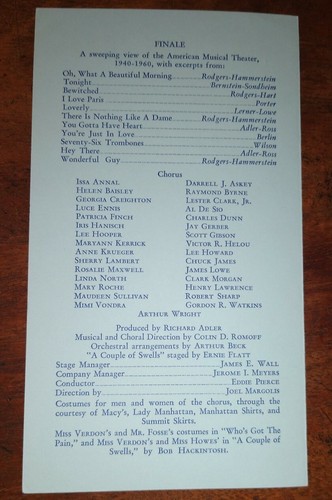 FINALE
A sweeping view of the American Musical Theater,
1940-1960, with excerpts from:
Oh, What A Beautiful Morning Rodgers-Hammerstein
Tonight Bernstein-Sondheim
Bewitched Rodgers-Hart
I Love Paris Porter
Loverly Lerner-Lowe
There Is Nothing Like A Dame Rodgers-Hammerstein
You Gotta Have Heart Adler-Ross
You're Just In Love Berlin
Seventy-Six Trombones Wilson
Hey There Adler-Ross
Wonderful Guy Rodgers-Hammerstein
Chorus
ISSA ANNAL DARRELL J. ASKEY
HELEN BAISLEY RAYMOND BYRNE
GEORGIA CREIGHTON LESTER CLARK, JR.
LUCE ENNIS AL DE SIO
PATRICIA FINCH CHARLES DUNN
IRIS HANISCH JAY GERBER
LEE HOOPER SCOTT GIBSON
MARYANN KERRICK VICTOR R. HELOU
ANNE KRUEGER LEE HOWARD
SHERRY LAMBERT CHUCK JAMES
ROSALIE MAXWELL JAMES LOWE
LINDA NORTH CLARK MORGAN
MARY ROCHE HENRY LAWRENCE
MAUDEEN SULLIVAN ROBERT SHARP
MIMI VONDRA GORDON R. WATKINS
ARTHUR WRIGHT
Produced by RICHARD ADLER
Musical and Choral Direction by COLIN D. ROMOFF
Orchestral arrangements by ARTHUR BECK
"A Couple of Swells" staged by ERNIE FLATT
Stage Manager JAMES E. WALL
Company Manager JEROME I. MEYERS
Conductor EDDIE PIERCE
Direction by JOEL MARGOLIS
Costumes for men and women of the chorus, through the
courtesy of Macy's, Lady Manhattan, Manhattan Shirts, and
Summit Skirts.
MISS VERDON'S and MR. FOSSE'S costumes in "Who's Got The
Pain," and MISS VERDON'S and MISS HOWES' in "A Couple of
Swells," by BOB HACKINTOSH.